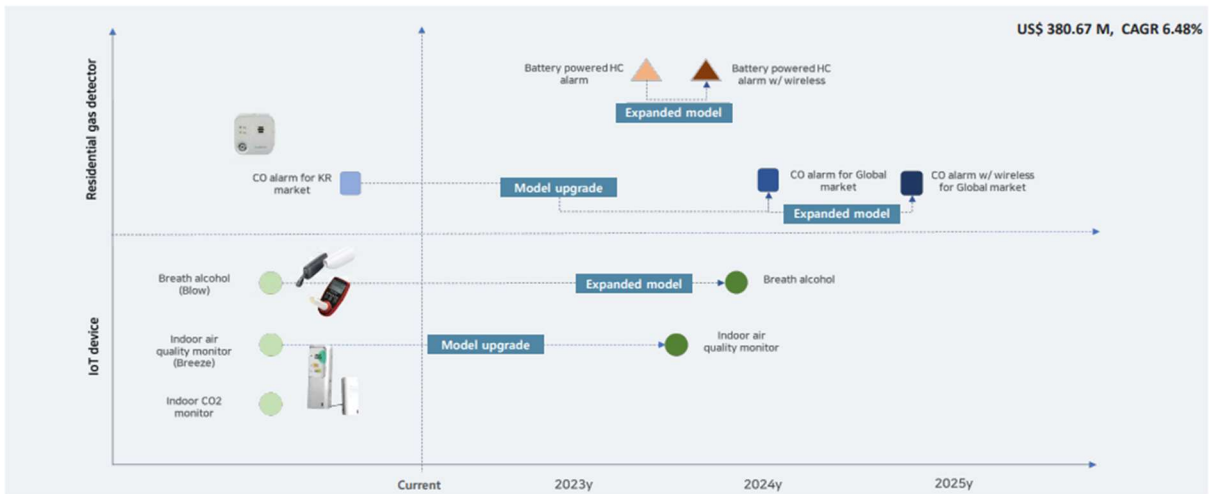 US$ 380.67 M, CAGR 6.48%
Residential gas detector
Battery powered HC
alarm
Battery powered HC
alarm w/ wireless
Expanded model
CO alarm for KR
market
Model upgrade
CO alarm for Global
market
CO alarm w/ wireless
for Global market
Expanded model
IoT device
Breath alcohol
(Blow)
Expanded model
Breath alcohol
Indoor air
quality monitor
(Breeze)
Model upgrade
Indoor air
quality monitor
Indoor CO2
monitor
Current
2023y
2024y
2025y